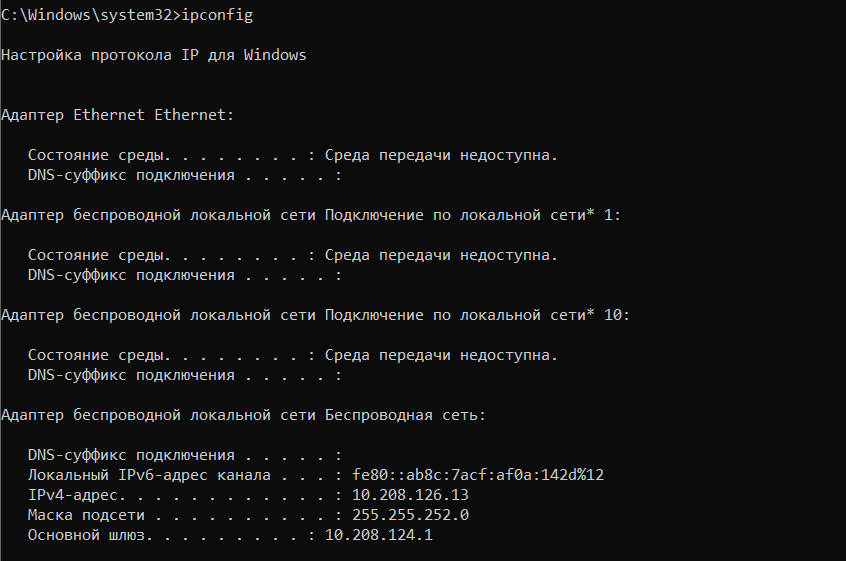 C:\Windows\system32>ipconfig
Настройка протокола IP для Windows
Адаптер Ethernet Ethernet:
Состояние среды. . . . . . . . : Среда передачи недоступна.
DNS-суффикс подключения . . . . . :
Адаптер беспроводной локальной сети Подключение по локальной сети* 1:
Состояние среды. . . . . . . . : Среда передачи недоступна.
DNS-суффикс подключения . . . . . :
Адаптер беспроводной локальной сети Подключение по локальной сети* 10:
Состояние среды. . . . . . . . : Среда передачи недоступна.
DNS-суффикс подключения . . . . . :
Адаптер беспроводной локальной сети Беспроводная сеть:
DNS-суффикс подключения . . . . . :
Локальный IPv6-адрес канала . . . : fe80::ab8c:7acf:af0a:142d%12
IPv4-адрес. . . . . . . . . . . . : 10.208.126.13
Маска подсети . . . . . . . . . . : 255.255.252.0
Основной шлюз. . . . . . . . . : 10.208.124.1